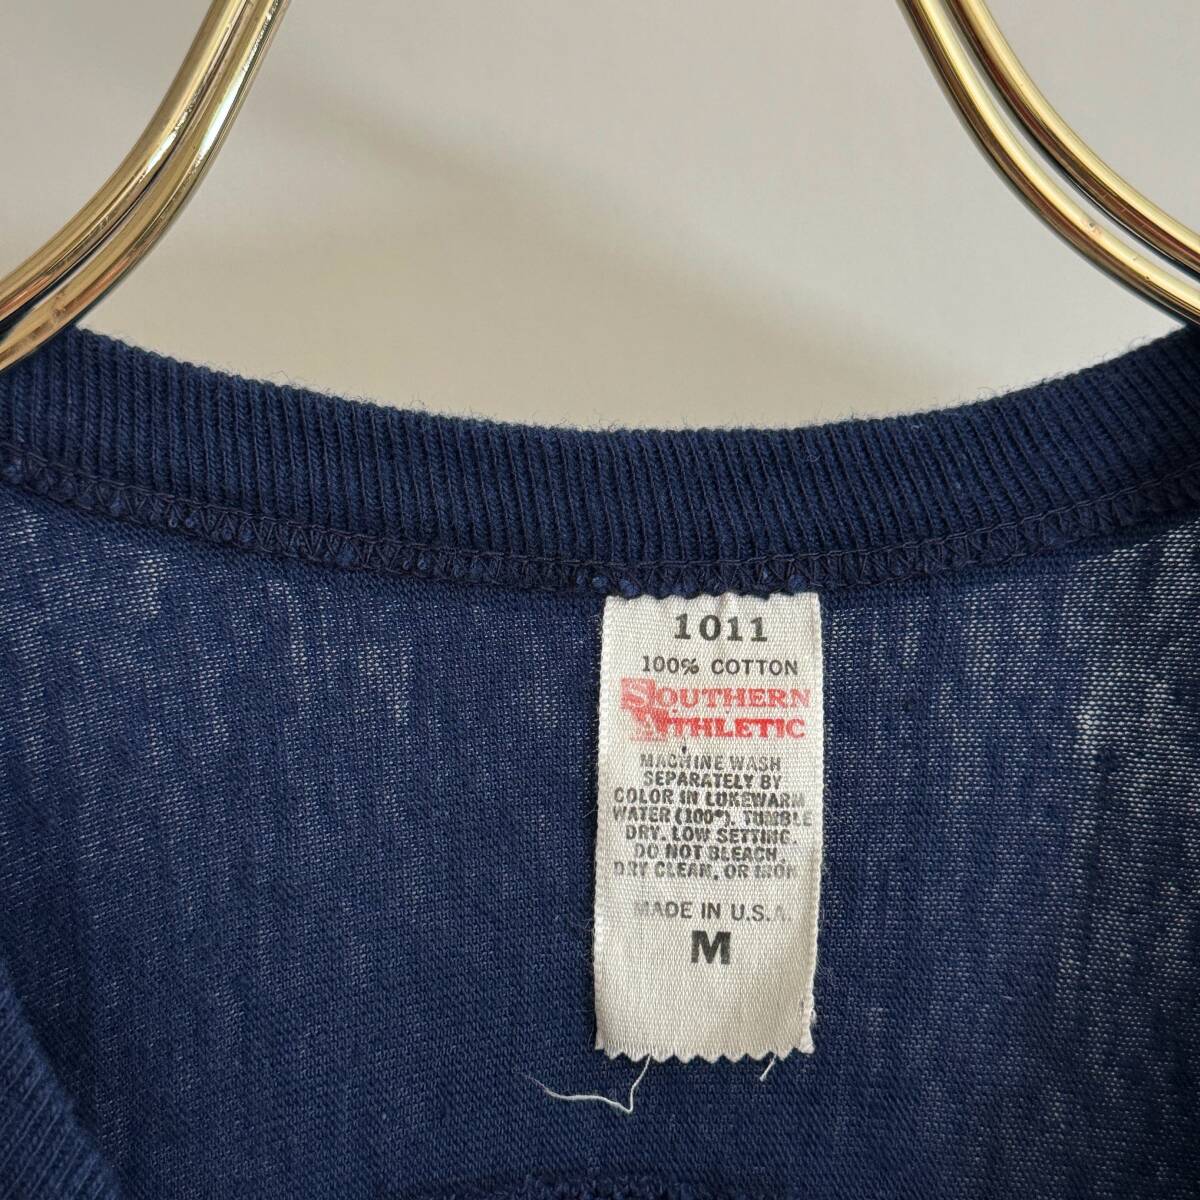 1011
100% COTTON
SOUTHERN
ATHLETIC
MACHINE WASH
SEPARATELY BY
COLOR IN LUKEWARM
WATER (100°), TUMBLE
DRY. LOW SETTING.
DO NOT BLEACH,
DRY CLEAN, OR IRON
MADE IN U.S.A.
M